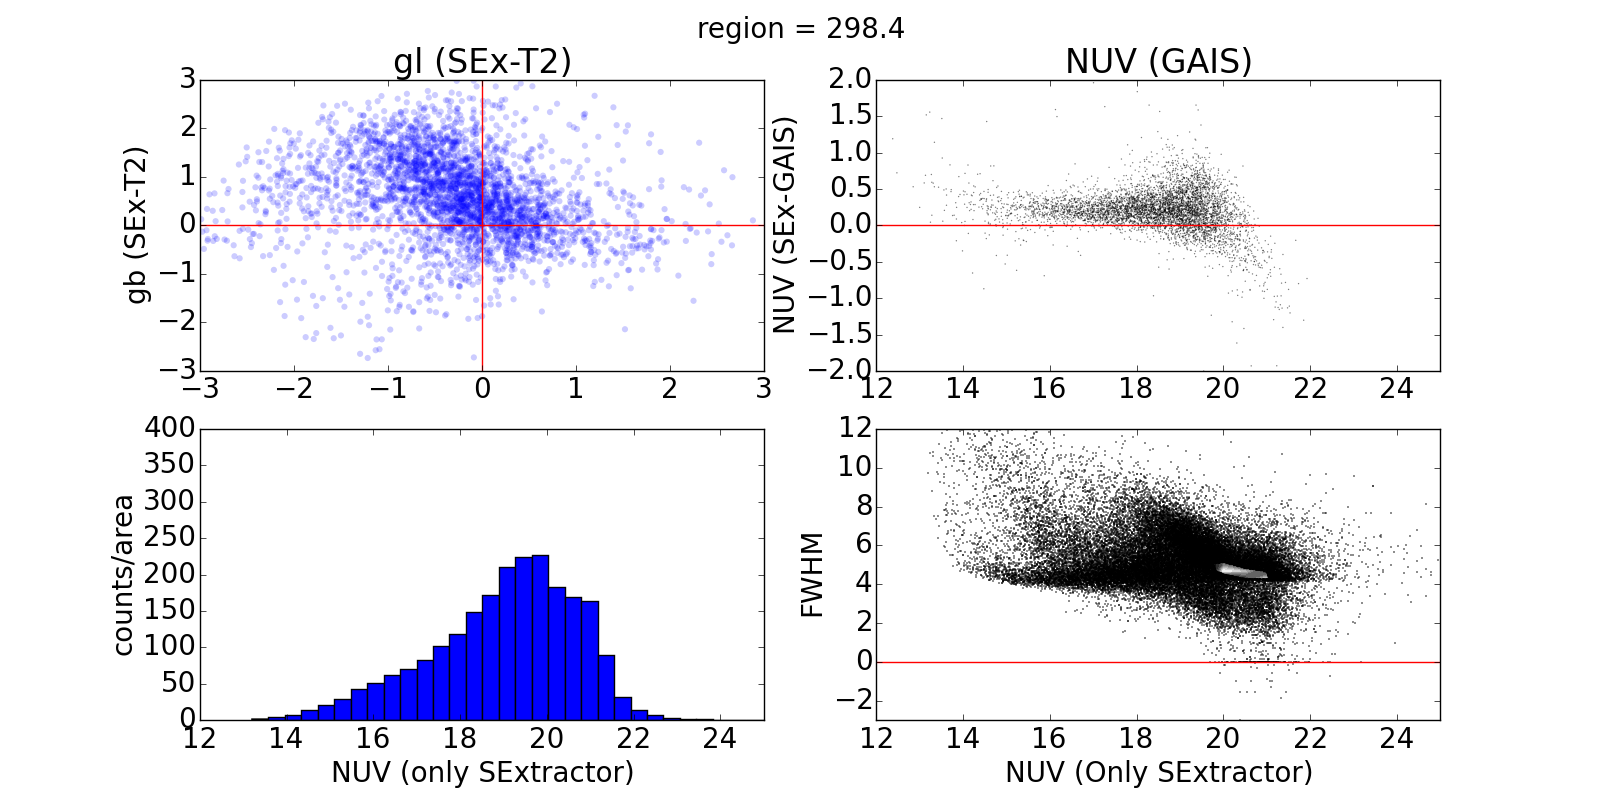 region = 298.4
gl (SEx-T2)
NUV (GAIS)
3
2
1
0
−1
−2
−3
gb (SEx-T2)
−3 −2 −1 0 1 2 3
2.0
1.5
1.0
0.5
0.0
−0.5
−1.0
−1.5
−2.0
NUV (SEx-GAIS)
12 14 16 18 20 22 24
400
350
300
250
200
150
100
50
0
counts/area
12 14 16 18 20 22 24
NUV (only SExtractor)
12
10
8
6
4
2
0
−2
FWHM
12 14 16 18 20 22 24
NUV (Only SExtractor)